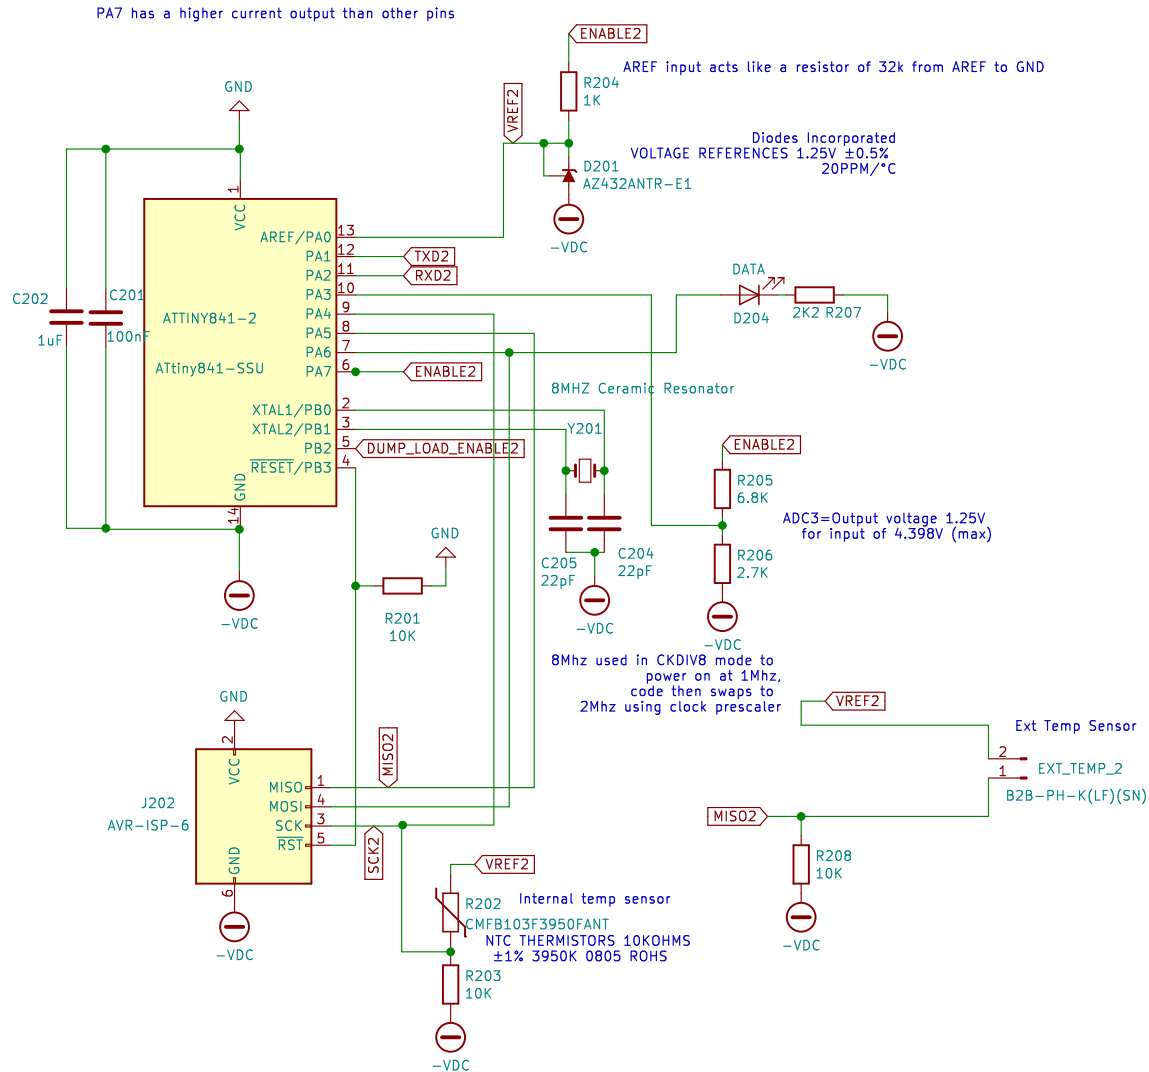 PA7 has a higher current output than other pins
ENABLE2
R204
1K
AREF input acts like a resistor of 32k from AREF to GND
VREF2
Diodes Incorporated
VOLTAGE REFERENCES 1.25V ±0.5%
20PPM/°C
D201
AZ432ANTR-E1
-VDC
GND
1
VCC
AREF/PA0 13
PA1 12
TXD2
PA2 11
RXD2
PA3 10
PA4 9
PA5 8
PA6 7
PA7 6
ENABLE2
XTAL1/PB0 2
XTAL2/PB1 3
PB2 5
DUMP_LOAD_ENABLE2
RESET/PB3 4
GND
14
ATTINY841-2
ATtiny841-SSU
C202
1uF
C201
100nF
-VDC
DATA
D204
2K2 R207
-VDC
8MHZ Ceramic Resonator
Y201
C205
22pF
C204
22pF
-VDC
ENABLE2
R205
6.8K
R206
2.7K
-VDC
ADC3=Output voltage 1.25V
for input of 4.398V (max)
GND
R201
10K
8Mhz used in CKDIV8 mode to
power on at 1Mhz,
code then swaps to
2Mhz using clock prescaler
GND
2
VCC
J202
AVR-ISP-6
MISO 1
MOSI 4
SCK 3
RST 5
GND
6
-VDC
MISO2
SCK2
VREF2
R202
CMFB103F3950FANT
Internal temp sensor
NTC THERMISTORS 10KOHMS
±1% 3950K 0805 ROHS
R203
10K
-VDC
VREF2
Ext Temp Sensor
2
1
EXT_TEMP_2
B2B-PH-K(LF)(SN)
MISO2
R208
10K
-VDC